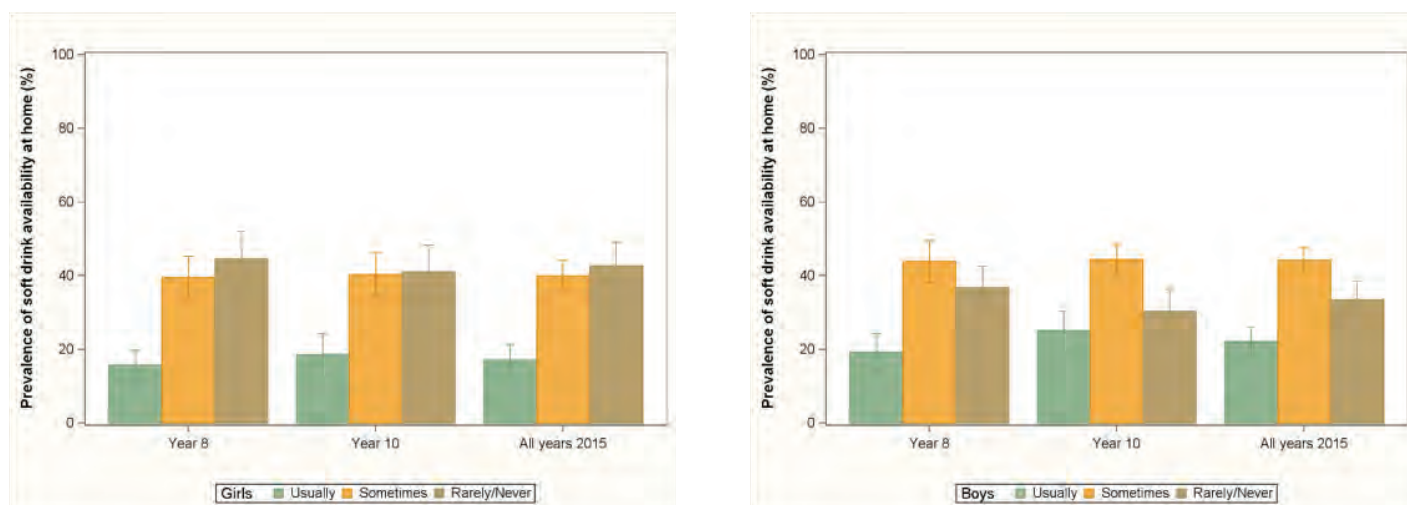 Prevalence of soft drink availability at home (%)
100
80
60
40
20
0
Year 8 Year 10 All years 2015
Girls Usually Sometimes Rarely/Never
Prevalence of soft drink availability at home (%)
100
80
60
40
20
0
Year 8 Year 10 All years 2015
Boys Usually Sometimes Rarely/Never